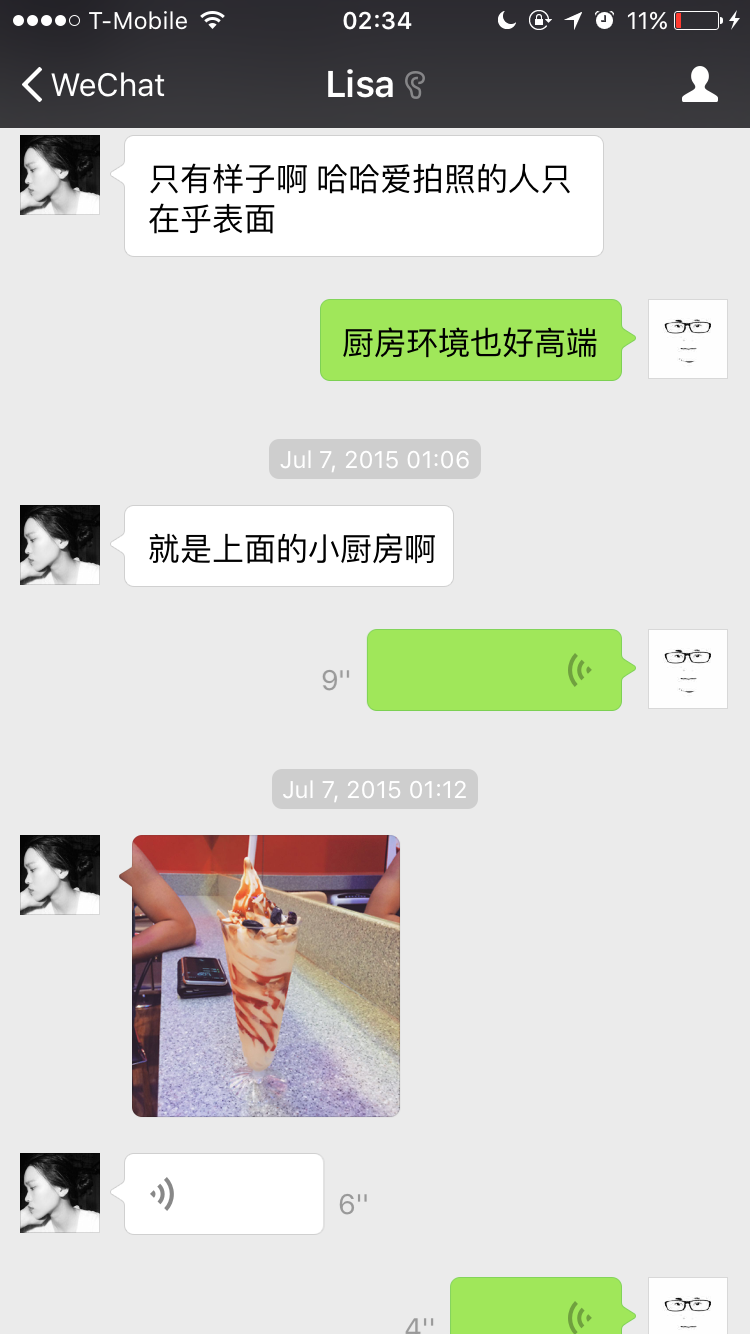 T-Mobile 02:34 11%
WeChat Lisa
只有样子啊 哈哈爱拍照的人只
在乎表面
厨房环境也好高端
Jul 7, 2015 01:06
就是上面的小厨房啊
9''
Jul 7, 2015 01:12
6''
4''